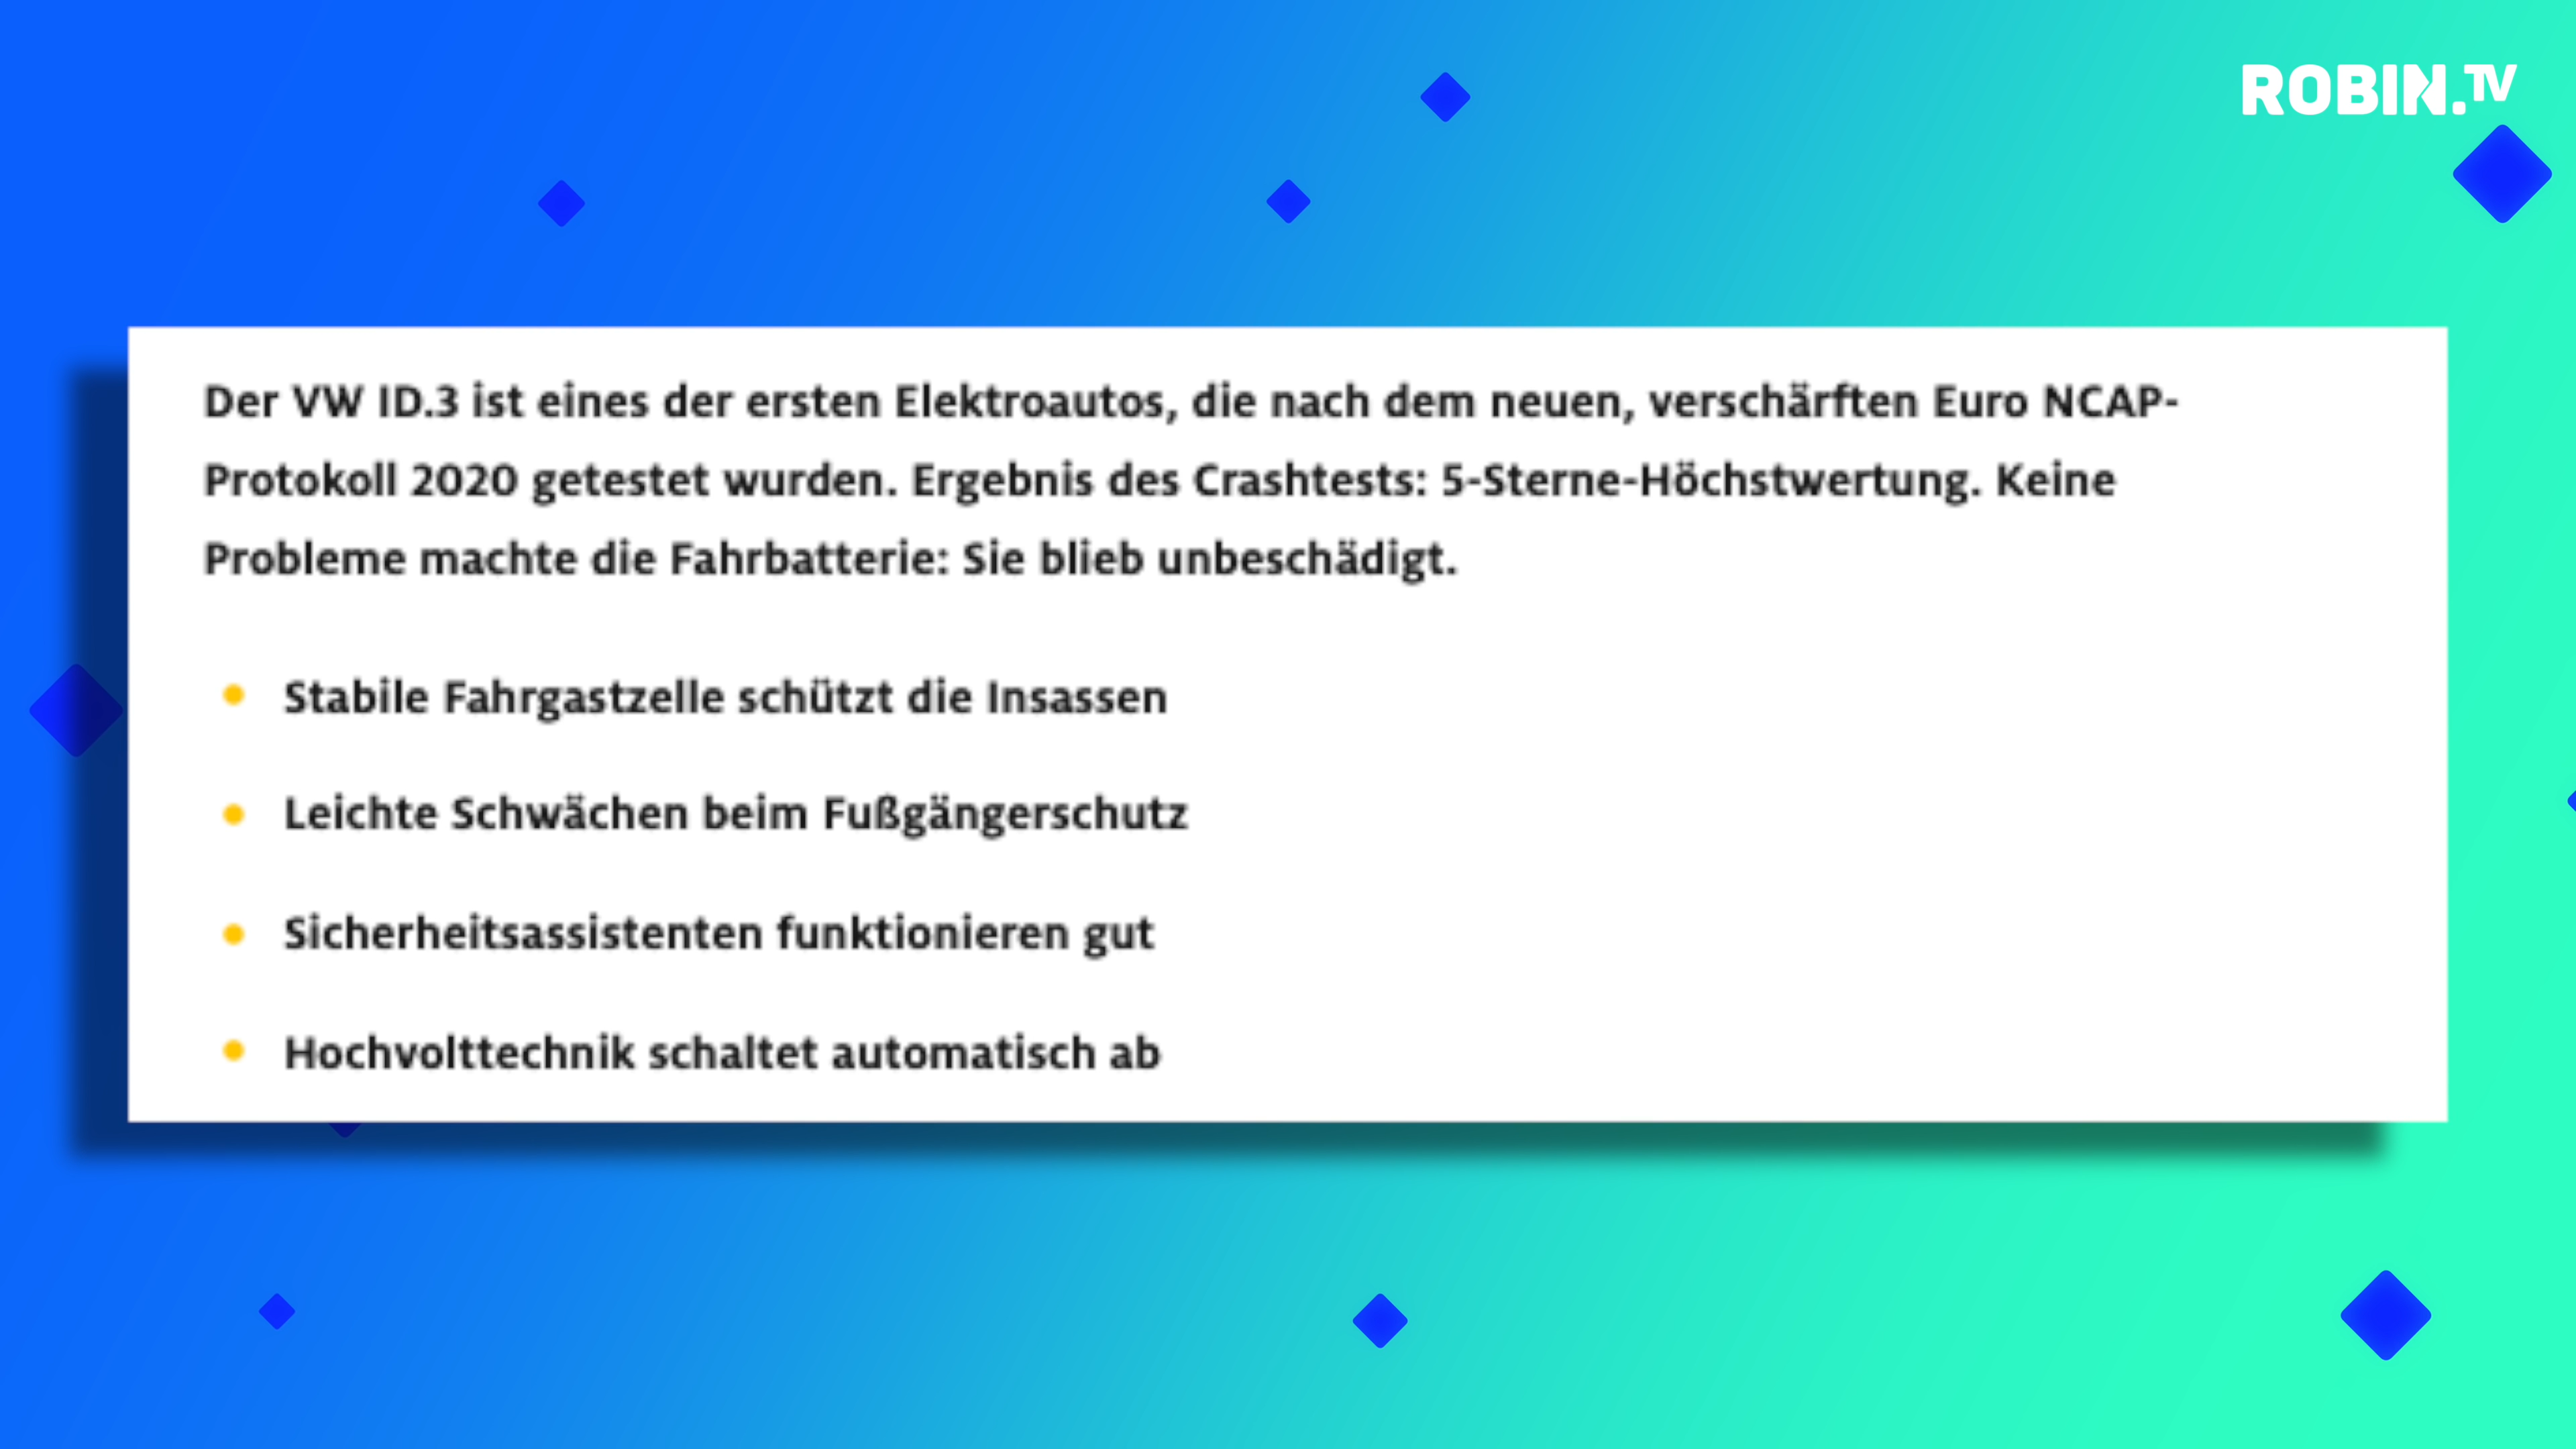 ROBIN.TV
Der VW ID.3 ist eines der ersten Elektroautos, die nach dem neuen, verschärften Euro NCAP-
Protokoll 2020 getestet wurden. Ergebnis des Crashtests: 5-Sterne-Höchstwertung. Keine
Probleme machte die Fahrbatterie: Sie blieb unbeschädigt.
Stabile Fahrgastzelle schützt die Insassen
Leichte Schwächen beim Fußgängerschutz
Sicherheitsassistenten funktionieren gut
Hochvolttechnik schaltet automatisch ab